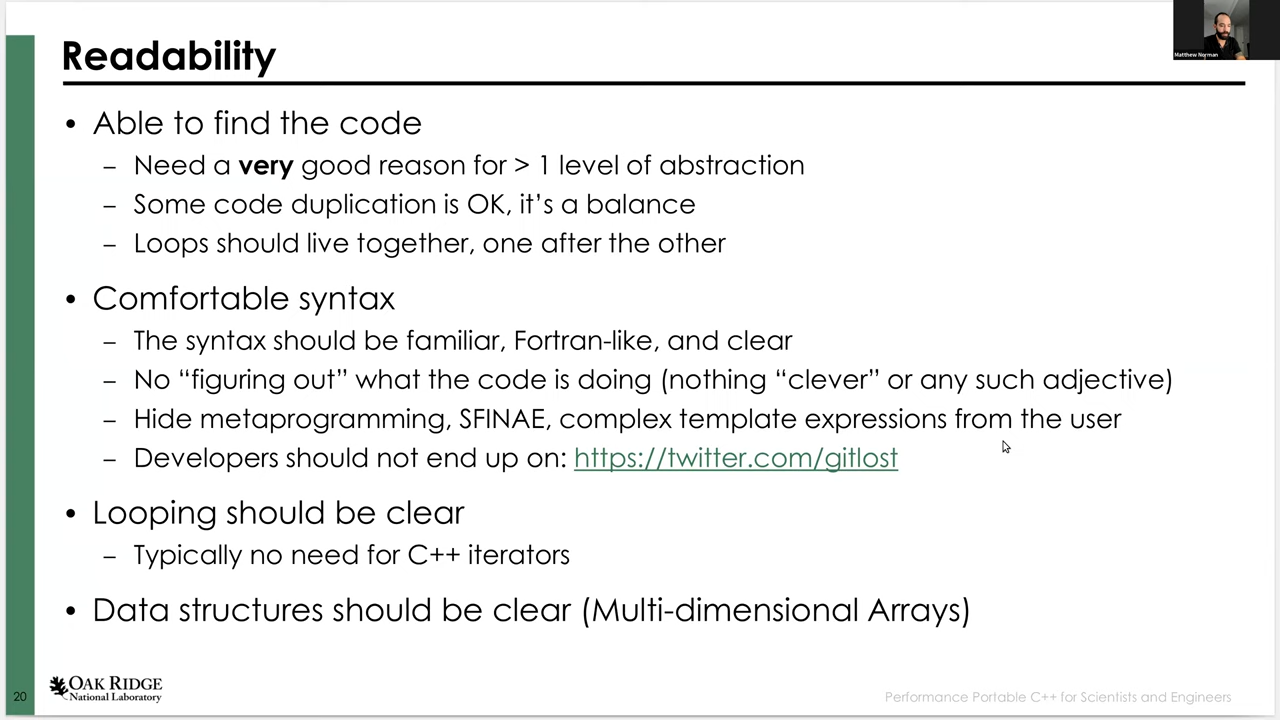 Readability
Matthew Norman
• Able to find the code
– Need a very good reason for > 1 level of abstraction
– Some code duplication is OK, it’s a balance
– Loops should live together, one after the other
• Comfortable syntax
– The syntax should be familiar, Fortran-like, and clear
– No “figuring out” what the code is doing (nothing “clever” or any such adjective)
– Hide metaprogramming, SFINAE, complex template expressions from the user
– Developers should not end up on: https://twitter.com/gitlost
• Looping should be clear
– Typically no need for C++ iterators
• Data structures should be clear (Multi-dimensional Arrays)
20
OAK RIDGE
National Laboratory
Performance Portable C++ for Scientists and Engineers